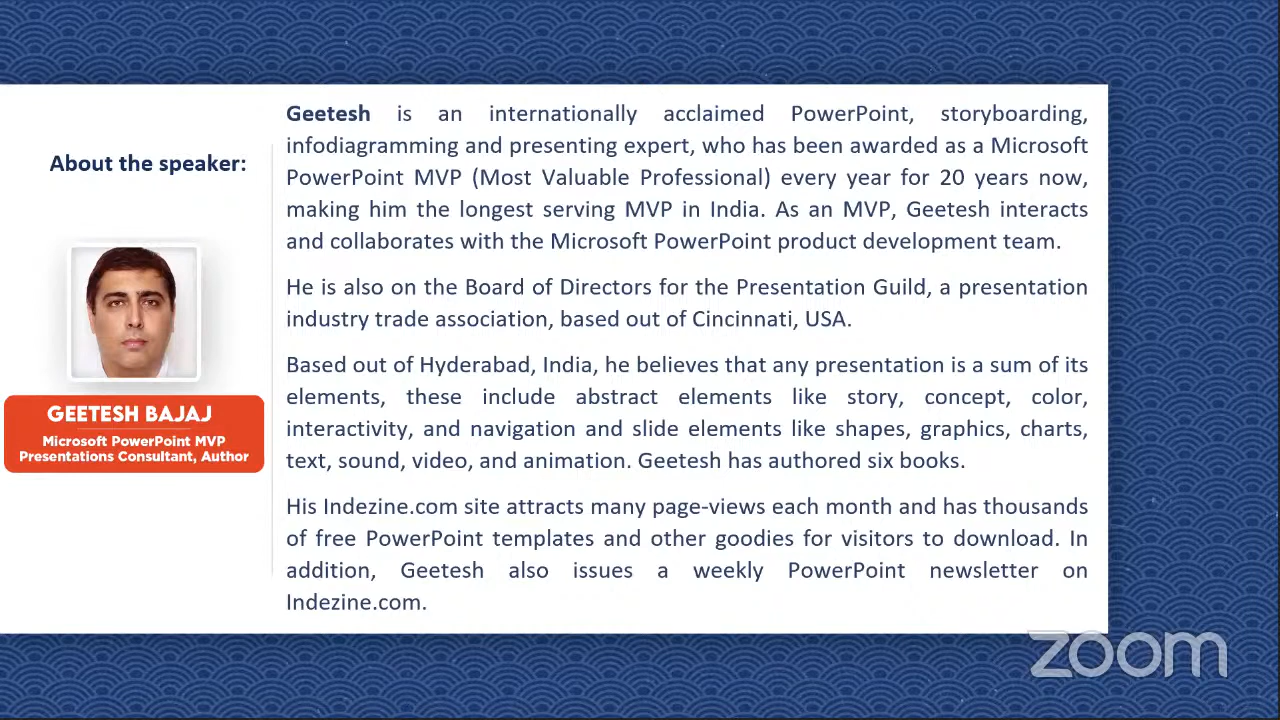 About the speaker:
GEETESH BAJAJ
Microsoft PowerPoint MVP
Presentations Consultant, Author
Geetesh is an internationally acclaimed PowerPoint, storyboarding,
infodiagramming and presenting expert, who has been awarded as a Microsoft
PowerPoint MVP (Most Valuable Professional) every year for 20 years now,
making him the longest serving MVP in India. As an MVP, Geetesh interacts
and collaborates with the Microsoft PowerPoint product development team.
He is also on the Board of Directors for the Presentation Guild, a presentation
industry trade association, based out of Cincinnati, USA.
Based out of Hyderabad, India, he believes that any presentation is a sum of its
elements, these include abstract elements like story, concept, color,
interactivity, and navigation and slide elements like shapes, graphics, charts,
text, sound, video, and animation. Geetesh has authored six books.
His Indezine.com site attracts many page-views each month and has thousands
of free PowerPoint templates and other goodies for visitors to download. In
addition, Geetesh also issues a weekly PowerPoint newsletter on
Indezine.com.
zoom